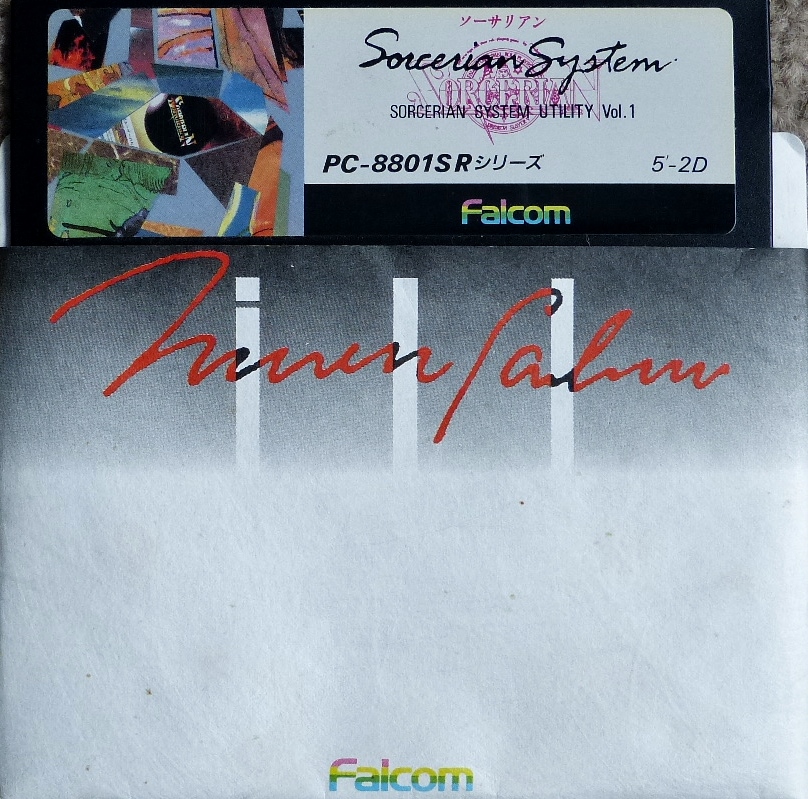 ソーサリアン
Sorcerian System
SORCERIAN
SORCERIAN SYSTEM UTILITY Vol.1
PC-8801SRシリーズ 5'-2D
Falcom
Falcom